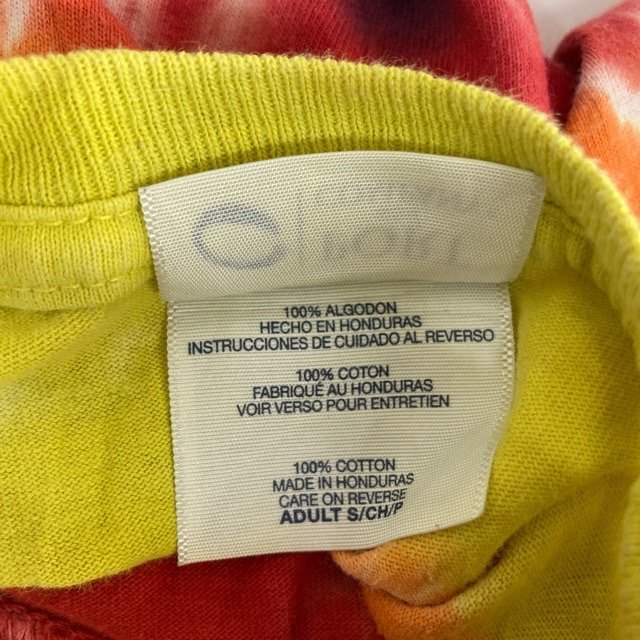 100% ALGODON
HECHO EN HONDURAS
INSTRUCCIONES DE CUIDADO AL REVERSO
100% COTON
FABRIQUÉ AU HONDURAS
VOIR VERSO POUR ENTRETIEN
100% COTTON
MADE IN HONDURAS
CARE ON REVERSE
ADULT S/CH/P